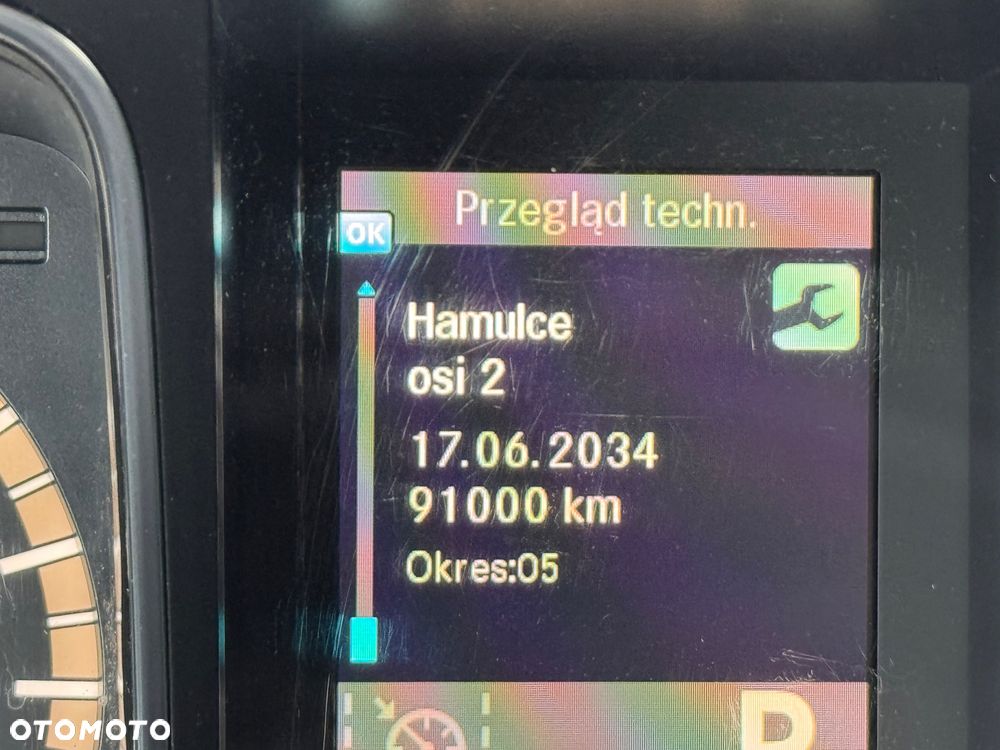 Przegląd techn.
OK
Hamulce
osi 2
17.06.2034
91000 km
Okres:05
P
OTOMOTO